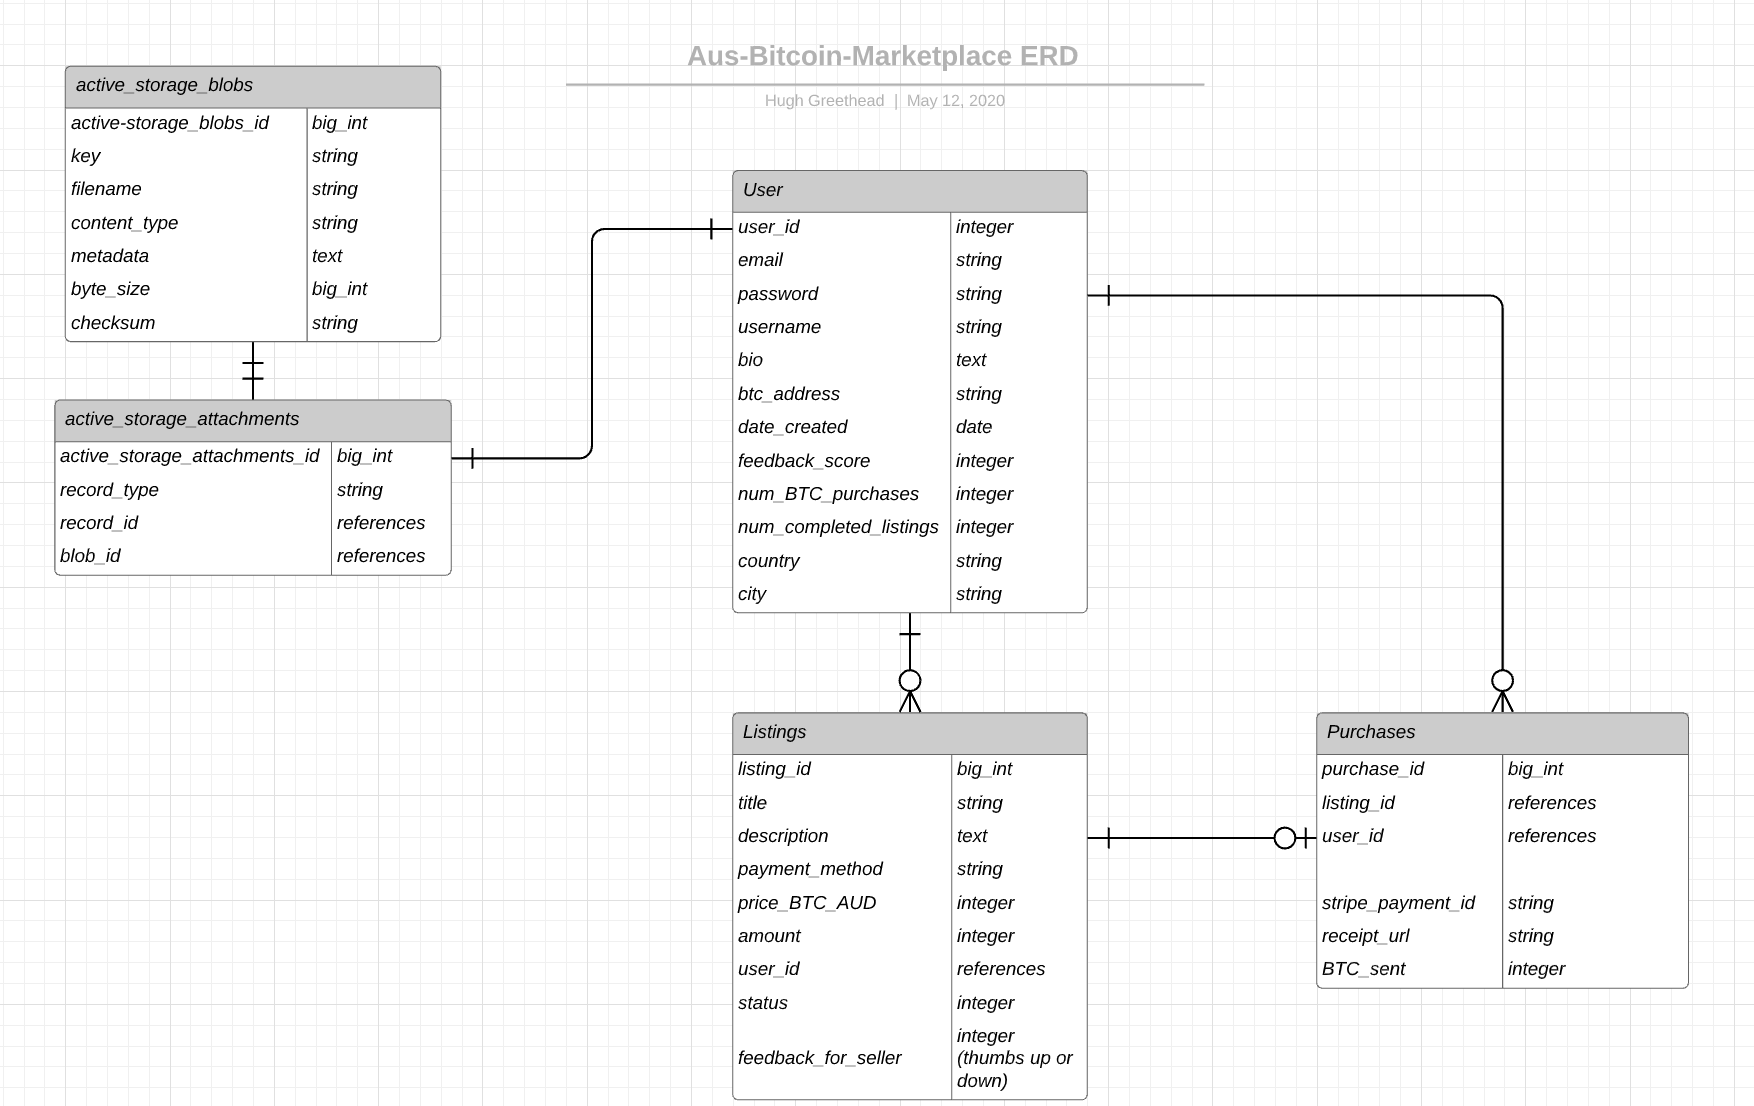 Aus-Bitcoin-Marketplace ERD
Hugh Greethead | May 12, 2020
active_storage_blobs
active-storage_blobs_id big_int
key string
filename string
content_type string
metadata text
byte_size big_int
checksum string
active_storage_attachments
active_storage_attachments_id big_int
record_type string
record_id references
blob_id references
User
user_id integer
email string
password string
username string
bio text
btc_address string
date_created date
feedback_score integer
num_BTC_purchases integer
num_completed_listings integer
country string
city string
Listings
listing_id big_int
title string
description text
payment_method string
price_BTC_AUD integer
amount integer
user_id references
status integer
feedback_for_seller integer
(thumbs up or
down)
Purchases
purchase_id big_int
listing_id references
user_id references
stripe_payment_id string
receipt_url string
BTC_sent integer